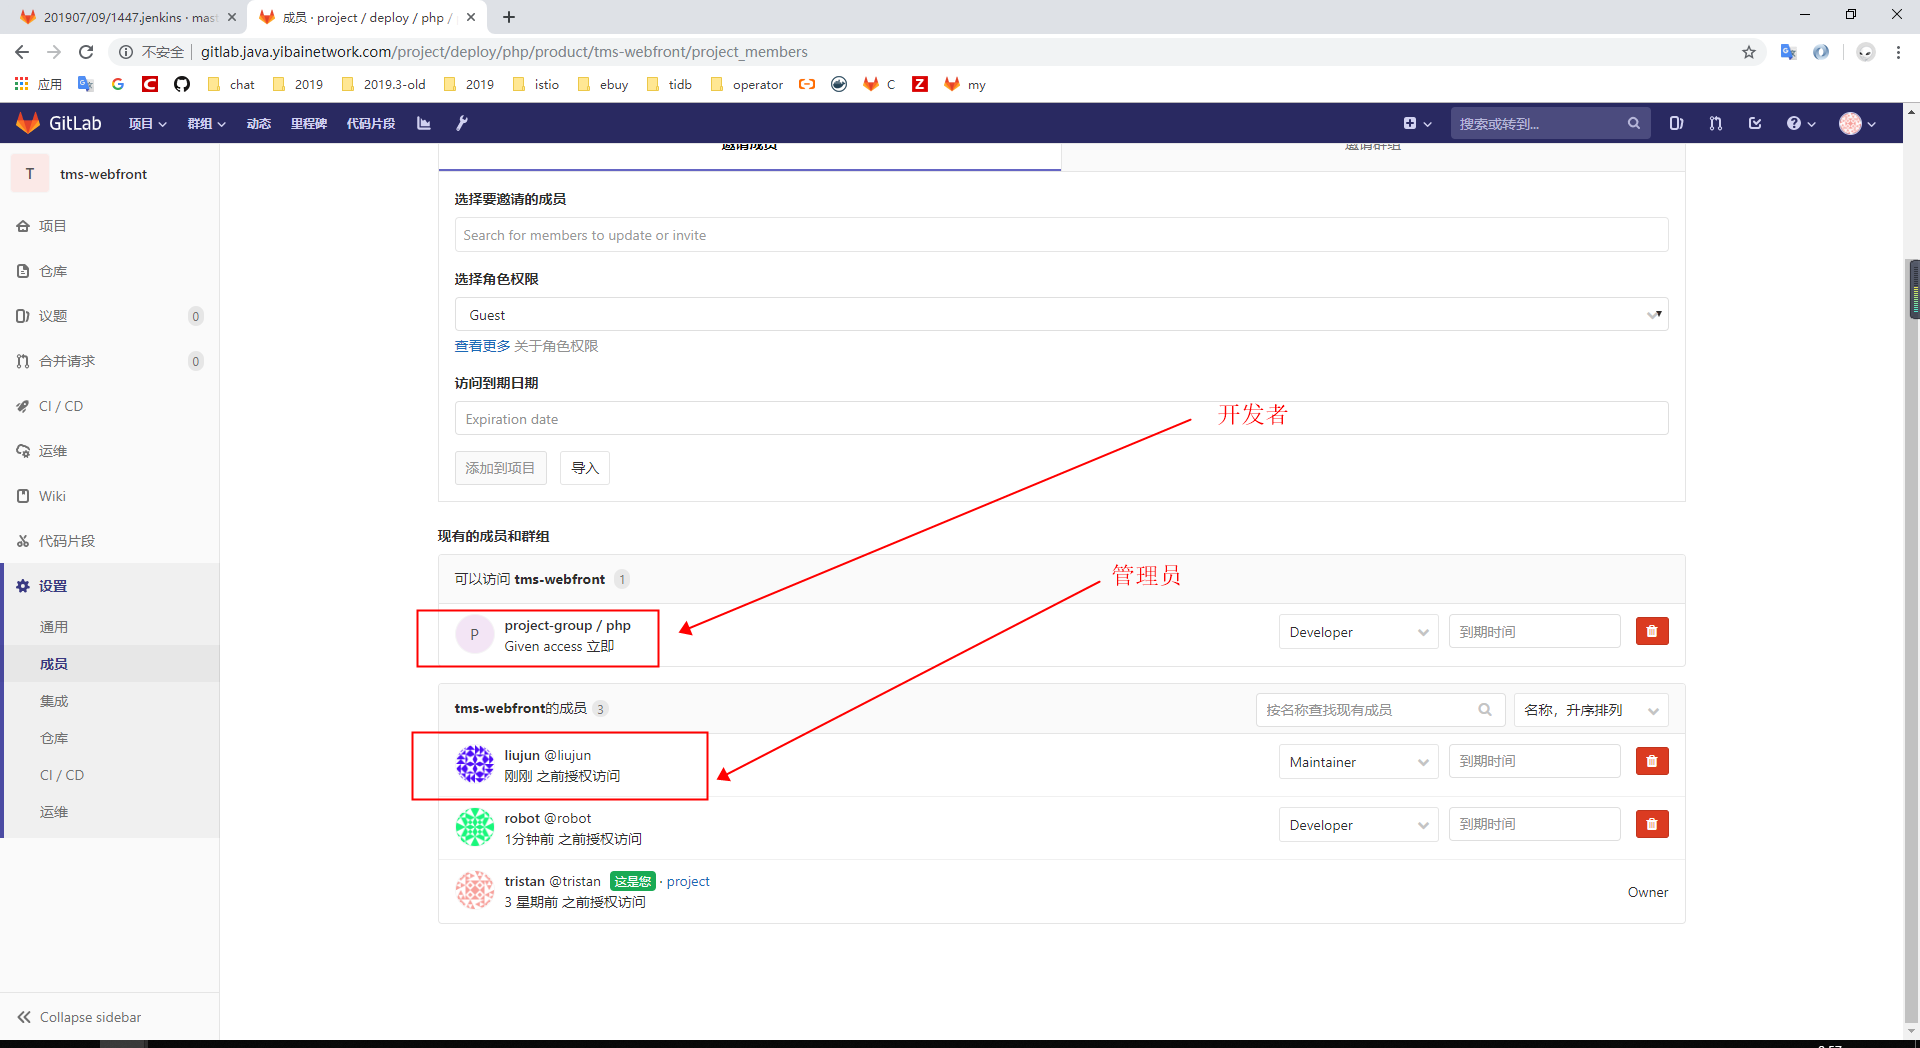 201907/09/1447.jenkins · mas
成员 · project / deploy / php /
不安全
gitlab.java.yibainetwork.com/project/deploy/php/product/tms-webfront/project_members
应用
chat
2019
2019.3-old
2019
istio
ebuy
tidb
operator
C
Z
my
GitLab
项目
群组
动态
里程碑
代码片段
搜索或转到...
T
tms-webfront
项目
仓库
议题
0
合并请求
0
CI / CD
运维
Wiki
代码片段
设置
通用
成员
集成
仓库
CI / CD
运维
Collapse sidebar
邀请成员
邀请群组
选择要邀请的成员
Search for members to update or invite
选择角色权限
Guest
查看更多 关于角色权限
访问到期日期
Expiration date
开发者
添加到项目
导入
现有的成员和群组
管理员
可以访问 tms-webfront 1
P
project-group / php
Given access 立即
Developer
到期时间
tms-webfront的成员 3
按名称查找现有成员
名称，升序排列
liujun @liujun
刚刚 之前授权访问
Maintainer
到期时间
robot @robot
1分钟前 之前授权访问
Developer
到期时间
tristan @tristan 这是您 · project
3 星期前 之前授权访问
Owner